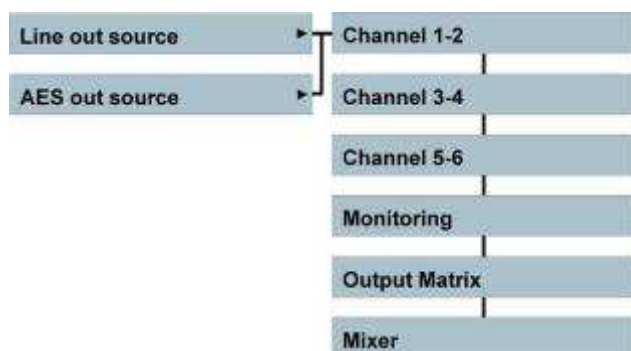 Line out source
AES out source
Channel 1-2
Channel 3-4
Channel 5-6
Monitoring
Output Matrix
Mixer